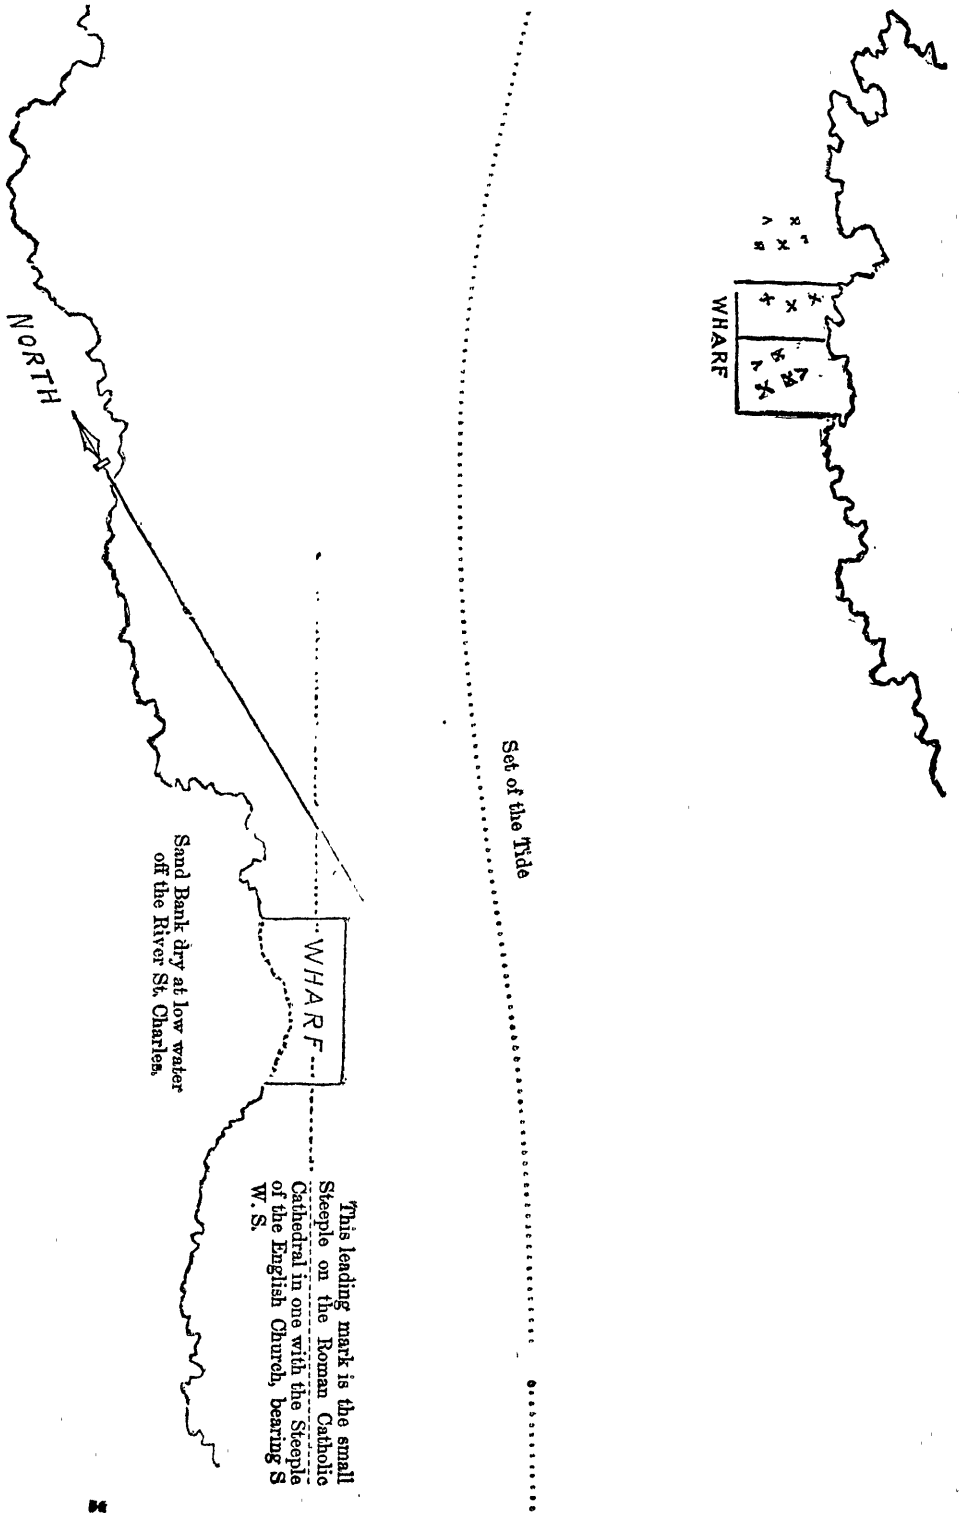 WHARF
Set of the Tide
This leading mark is the small
Steeple on the Roman Catholic
Cathedral in one with the Steeple
of the English Church, bearing S
W. S.
WHARF
Sand Bank dry at low water
off the River St. Charles.
NORTH